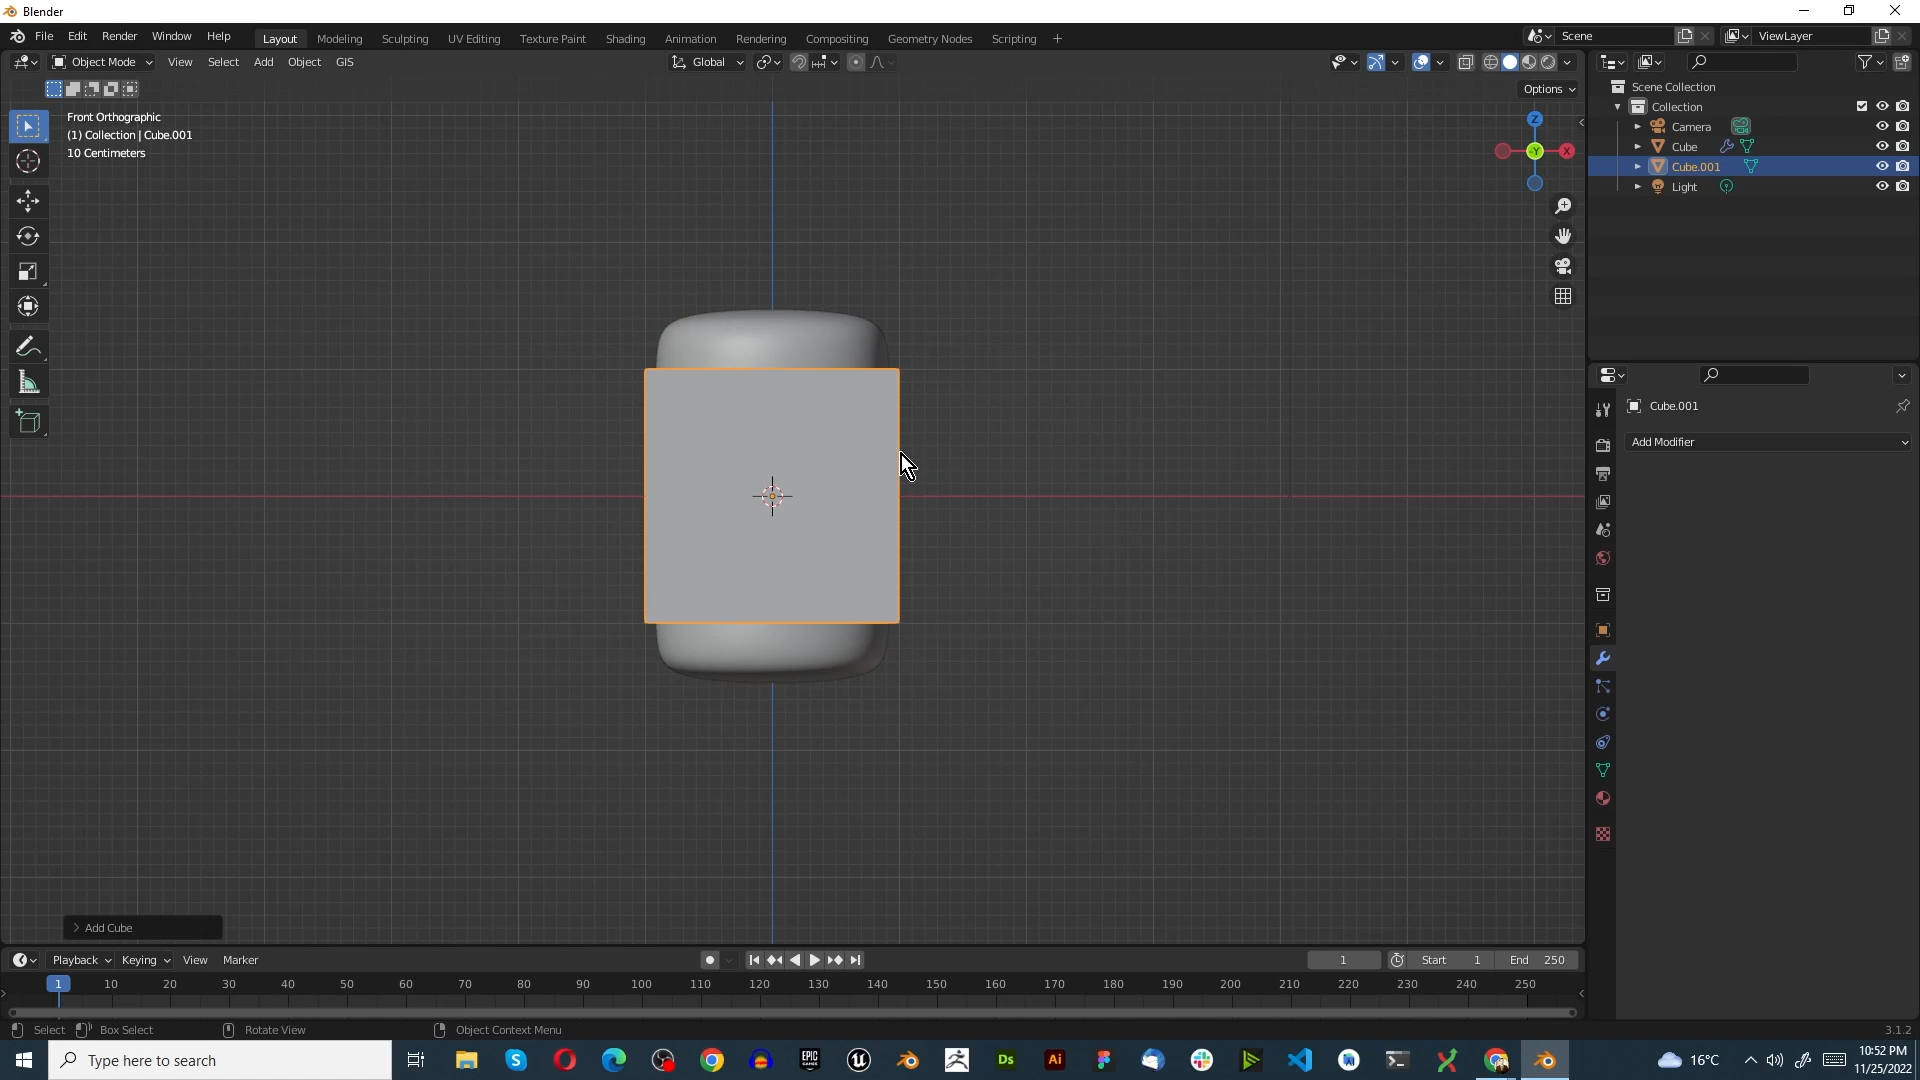 Blender
File Edit Render Window Help
Layout Modeling Sculpting UV Editing Texture Paint Shading Animation Rendering Compositing Geometry Nodes Scripting +
Scene
ViewLayer
Object Mode View Select Add Object GIS
Global
Options
Front Orthographic
(1) Collection | Cube.001
10 Centimeters
Z
-Y
X
Scene Collection
Collection
Camera
Cube
Cube.001
Light
Cube.001
Add Modifier
Add Cube
Playback Keying View Marker
1
Start 1
End 250
1 10 20 30 40 50 60 70 80 90 100 110 120 130 140 150 160 170 180 190 200 210 220 230 240 250
Select Box Select Rotate View Object Context Menu
3.1.2
Type here to search
EPIC GAMES
Ds
Ai
16°C
10:52 PM
11/25/2022